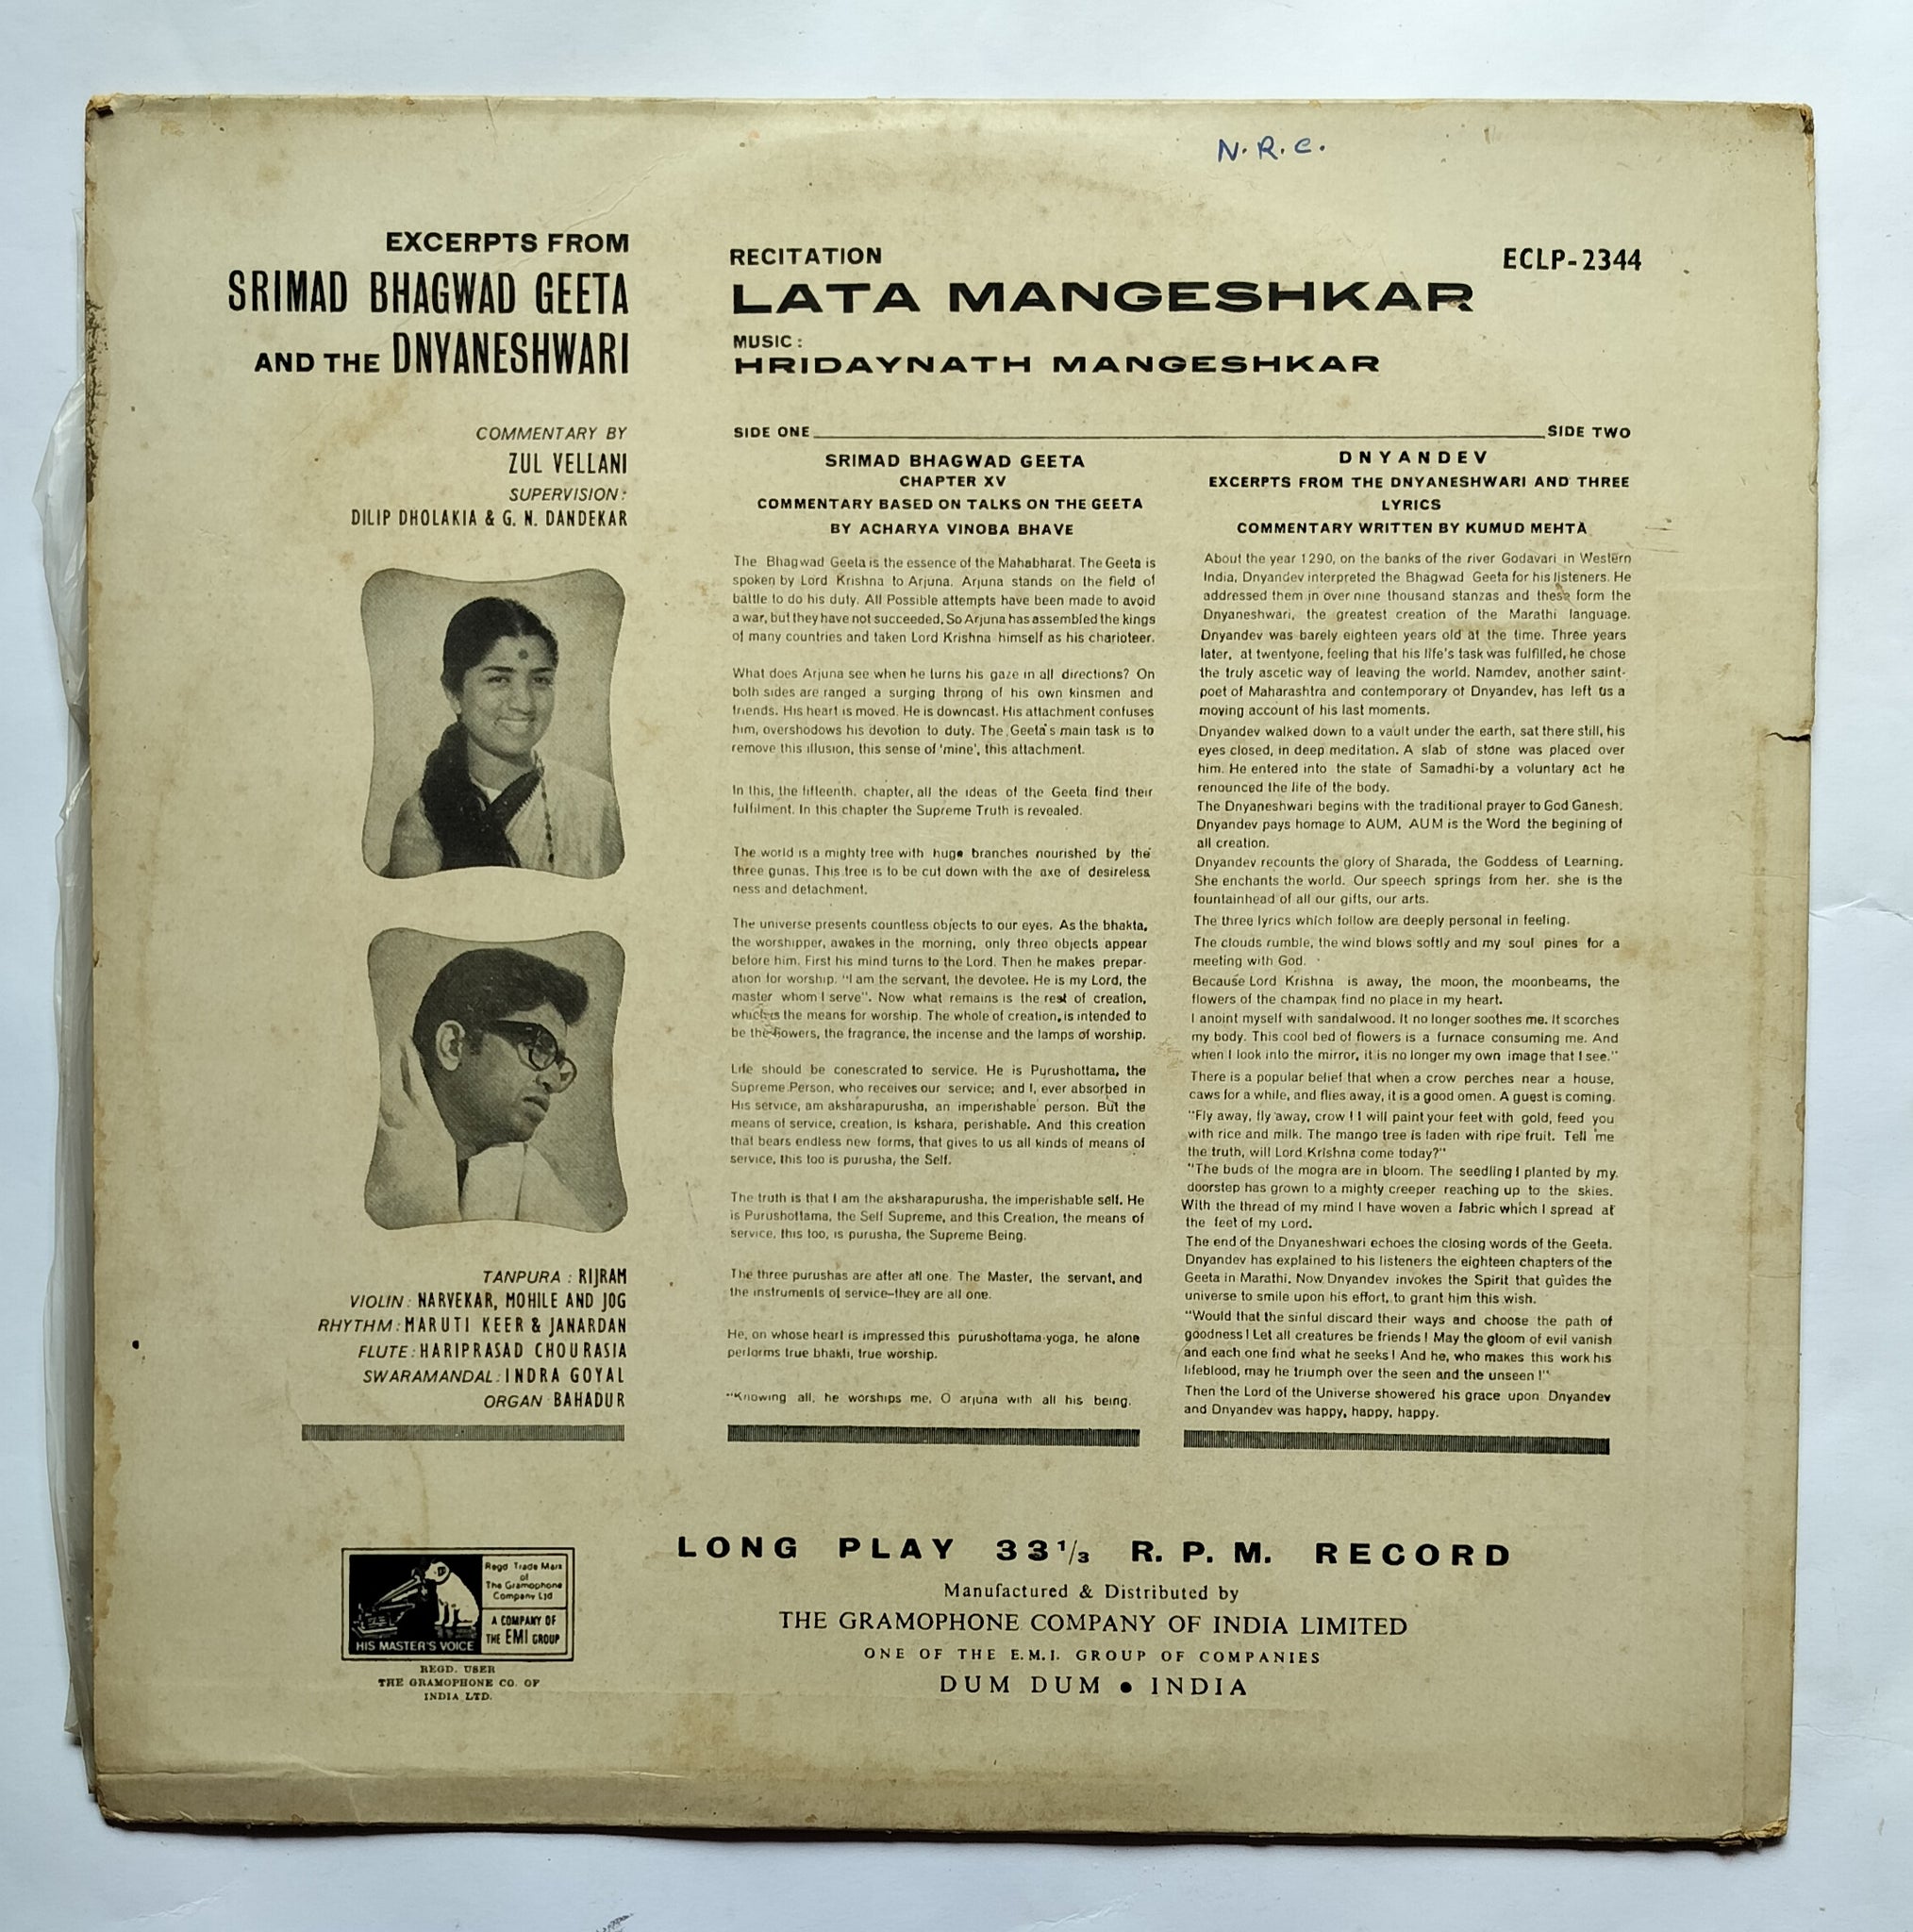 N. R. C.
EXCERPTS FROM
SRIMAD BHAGWAD GEETA
AND THE DNYANESHWARI
COMMENTARY BY
ZUL VELLANI
SUPERVISION:
DILIP DHOLAKIA & G. N. DANDEKAR
TANPURA : RIJRAM
VIOLIN: NARVEKAR, MOHILE AND JOG
RHYTHM: MARUTI KEER & JANARDAN
FLUTE: HARIPRASAD CHOURASIA
SWARAMANDAL: INDRA GOYAL
ORGAN BAHADUR
RECITATION
ECLP-2344
LATA MANGESHKAR
MUSIC:
HRIDAYNATH MANGESHKAR
SIDE ONE
SIDE TWO
SRIMAD BHAGWAD GEETA
CHAPTER XV
COMMENTARY BASED ON TALKS ON THE GEETA
BY ACHARYA VINOBA BHAVE
The Bhagwad Geeta is the essence of the Mahabharat. The Geeta is
spoken by Lord Krishna to Arjuna. Arjuna stands on the field of
battle to do his duty. All Possible attempts have been made to avoid
a war, but they have not succeeded. So Arjuna has assembled the kings
of many countries and taken Lord Krishna himself as his charioteer.
What does Arjuna see when he turns his gaze in all directions? On
both sides are ranged a surging throng of his own kinsmen and
friends. His heart is moved. He is downcast. His attachment confuses
him, overshodows his devotion to duty. The Geeta's main task is to
remove this illusion, this sense of 'mine', this attachment.
In this, the fifteenth. chapter, all the ideas of the Geeta find their
fulfilment. In this chapter the Supreme Truth is revealed.
The world is a mighty tree with huge branches nourished by the
three gunas. This tree is to be cut down with the axe of desireless
ness and detachment.
The universe presents countless objects to our eyes. As the bhakta,
the worshipper, awakes in the morning, only three objects appear
before him. First his mind turns to the Lord. Then he makes prepar-
ation for worship. "I am the servant, the devotee. He is my Lord, the
master whom I serve". Now what remains is the rest of creation,
which is the means for worship. The whole of creation, is intended to
be the flowers, the fragrance, the incense and the lamps of worship.
Life should be conescrated to service. He is Purushottama, the
Supreme Person, who receives our service; and I, ever absorbed in
His service, am aksharapurusha, an imperishable person. But the
means of service, creation, is kshara, perishable. And this creation
that bears endless new forms, that gives to us all kinds of means of
service, this too is purusha, the Self.
The truth is that I am the aksharapurusha, the imperishable self. He
is Purushottama, the Self Supreme, and this Creation, the means of
service, this too, is purusha, the Supreme Being.
The three purushas are after all one. The Master, the servant, and
the instruments of service–they are all one.
He, on whose heart is impressed this purushottama-yoga, he alone
performs true bhakti, true worship.
"Knowing all, he worships me, O arjuna with all his being.
DNYANDEV
EXCERPTS FROM THE DNYANESHWARI AND THREE
LYRICS
COMMENTARY WRITTEN BY KUMUD MEHTA
About the year 1290, on the banks of the river Godavari in Western
India, Dnyandev interpreted the Bhagwad Geeta for his listeners. He
addressed them in over nine thousand stanzas and these form the
Dnyaneshwari, the greatest creation of the Marathi language.
Dnyandev was barely eighteen years old at the time. Three years
later, at twentyone, feeling that his life's task was fulfilled, he chose
the truly ascetic way of leaving the world. Namdev, another saint-
poet of Maharashtra and contemporary of Dnyandev, has left us a
moving account of his last moments.
Dnyandev walked down to a vault under the earth, sat there still, his
eyes closed, in deep meditation. A slab of stone was placed over
him. He entered into the state of Samadhi-by a voluntary act he
renounced the life of the body.
The Dnyaneshwari begins with the traditional prayer to God Ganesh.
Dnyandev pays homage to AUM. AUM is the Word the begining of
all creation.
Dnyandev recounts the glory of Sharada, the Goddess of Learning.
She enchants the world. Our speech springs from her. she is the
fountainhead of all our gifts, our arts.
The three lyrics which follow are deeply personal in feeling.
The clouds rumble, the wind blows softly and my soul pines for a
meeting with God.
Because Lord Krishna is away, the moon, the moonbeams, the
flowers of the champak find no place in my heart.
I anoint myself with sandalwood. It no longer soothes me. It scorches
my body. This cool bed of flowers is a furnace consuming me. And
when I look into the mirror, it is no longer my own image that I see."
There is a popular belief that when a crow perches near a house,
caws for a while, and flies away, it is a good omen. A guest is coming.
"Fly away, fly away, crow ! I will paint your feet with gold, feed you
with rice and milk. The mango tree is laden with ripe fruit. Tell me
the truth, will Lord Krishna come today?"
"The buds of the mogra are in bloom. The seedling I planted by my.
doorstep has grown to a mighty creeper reaching up to the skies.
With the thread of my mind I have woven a fabric which I spread at
the feet of my Lord.
The end of the Dnyaneshwari echoes the closing words of the Geeta.
Dnyandev has explained to his listeners the eighteen chapters of the
Geeta in Marathi. Now Dnyandev invokes the Spirit that guides the
universe to smile upon his effort, to grant him this wish.
"Would that the sinful discard their ways and choose the path of
goodness ! Let all creatures be friends ! May the gloom of evil vanish
and each one find what he seeks ! And he, who makes this work his
lifeblood, may he triumph over the seen and the unseen !"
Then the Lord of the Universe showered his grace upon Dnyandev
and Dnyandev was happy, happy, happy.
HIS MASTER'S VOICE
Regd Trade Mark
of
The Gramophone
Company Ltd
A COMPANY OF
THE EMI GROUP
REGD. USER
THE GRAMOPHONE CO. OF
INDIA LTD.
LONG PLAY 33 1/3 R. P. M. RECORD
Manufactured & Distributed by
THE GRAMOPHONE COMPANY OF INDIA LIMITED
ONE OF THE E.M.I. GROUP OF COMPANIES
DUM DUM ● INDIA